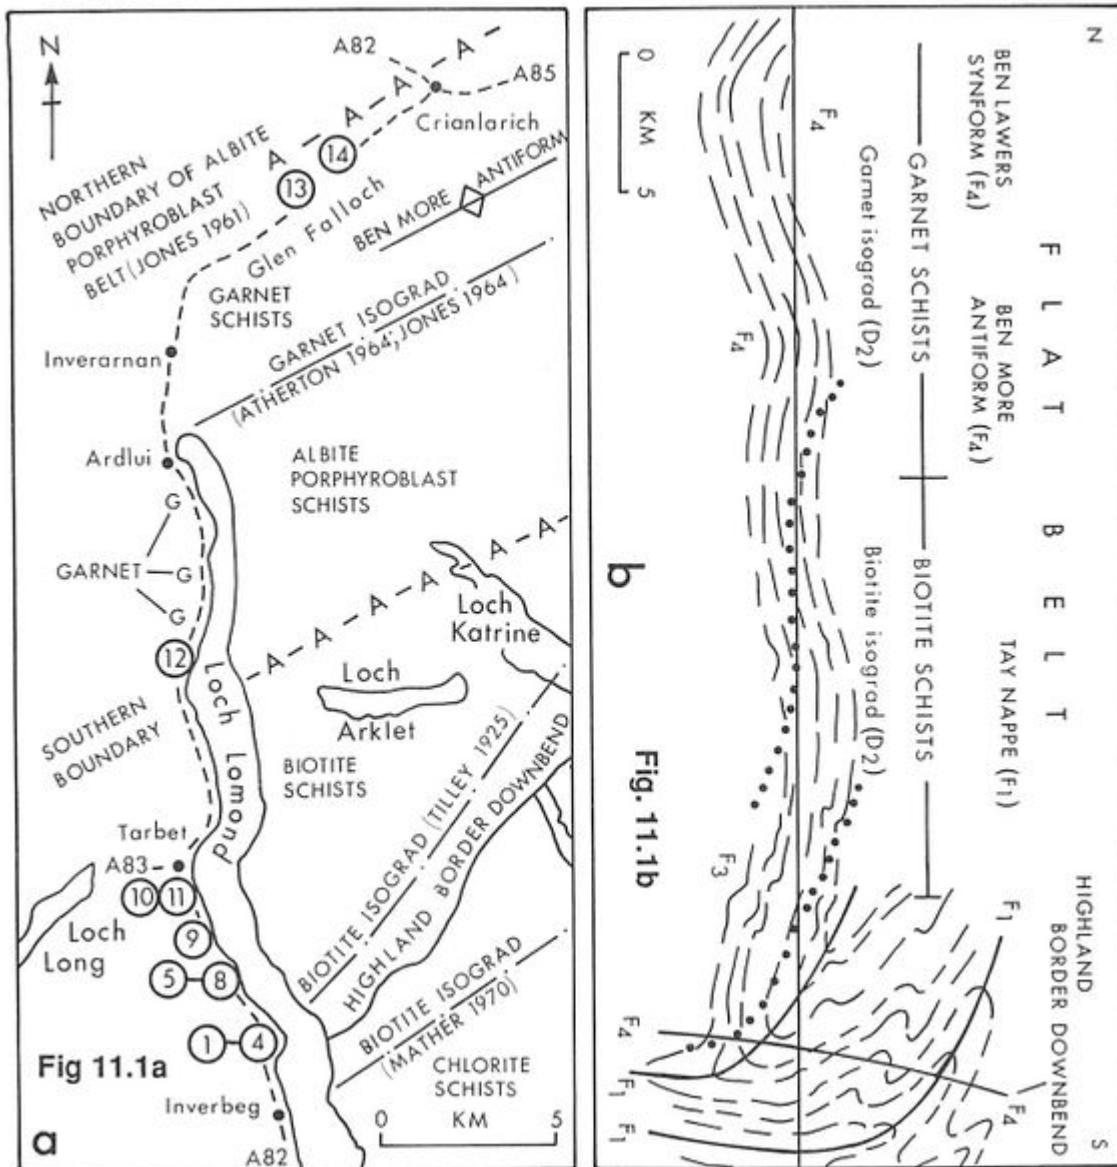 N
A82
A
A
A85
A
A
A
Crianlarich
14
13
NORTHERN
BOUNDARY OF ALBITE
PORPHYROBLAST
BELT (JONES 1961)
Glen Falloch
BEN MORE ANTIFORM
GARNET
SCHISTS
GARNET ISOGRAD
(ATHERTON 1964; JONES 1964)
Inverarnan
Ardlui
ALBITE
PORPHYROBLAST
SCHISTS
G
GARNET
G
G
A
A
A
A
A
A
Loch
Katrine
12
Loch
Arklet
Loch Lomond
SOUTHERN
BOUNDARY
BIOTITE
SCHISTS
BIOTITE ISOGRAD (TILLEY 1925)
HIGHLAND BORDER DOWNBEND
Tarbet
A83
10
11
Loch
Long
9
5
8
BIOTITE ISOGRAD
(MATHER 1970)
1
4
CHLORITE
SCHISTS
Fig 11.1a
Inverbeg
0
KM
5
a
A82
N
S
FLAT BELT
BEN LAWERS
SYNFORM (F4)
BEN MORE
ANTIFORM (F4)
TAY NAPPE (F1)
HIGHLAND
BORDER DOWNBEND
GARNET SCHISTS
BIOTITE SCHISTS
Garnet isograd (D2)
Biotite isograd (D2)
F4
F4
F3
F1
F4
F4
F1
F1
0
KM
5
b
Fig. 11.1b